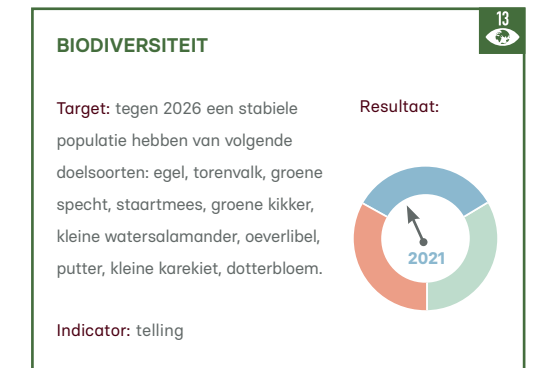 13
BIODIVERSITEIT
Target: tegen 2026 een stabiele
populatie hebben van volgende
doelsoorten: egel, torenvalk, groene
specht, staartmees, groene kikker,
kleine watersalamander, oeverlibel,
putter, kleine karekiet, dotterbloem.
Indicator: telling
Resultaat:
2021